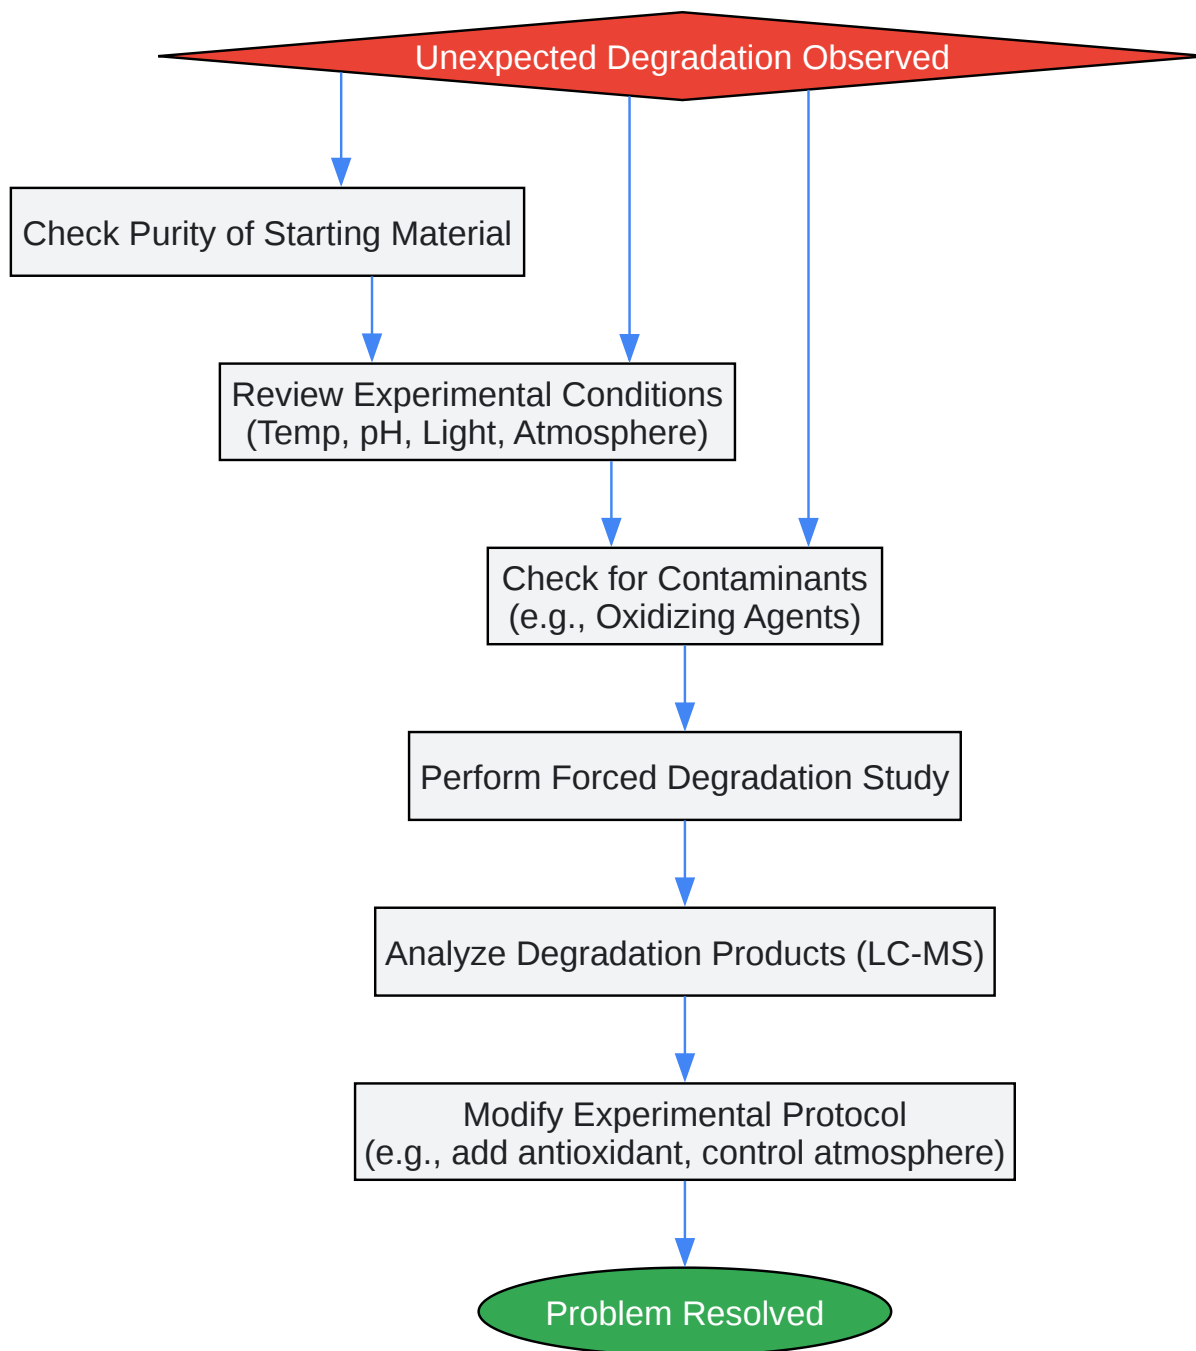 Unexpected Degradation Observed
Check Purity of Starting Material
Review Experimental Conditions
(Temp, pH, Light, Atmosphere)
Check for Contaminants
(e.g., Oxidizing Agents)
Perform Forced Degradation Study
Analyze Degradation Products (LC-MS)
Modify Experimental Protocol
(e.g., add antioxidant, control atmosphere)
Problem Resolved